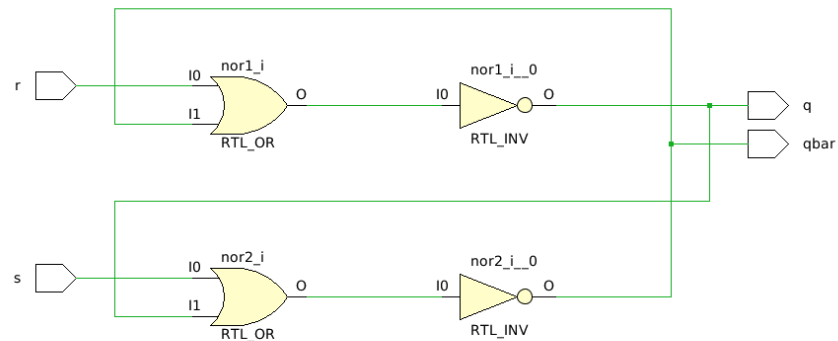 nor1_i
nor1_i__0
r
I0
O
I0
O
q
I1
RTL_OR
RTL_INV
qbar
nor2_i
nor2_i__0
s
I0
O
I0
O
I1
RTL_OR
RTL_INV